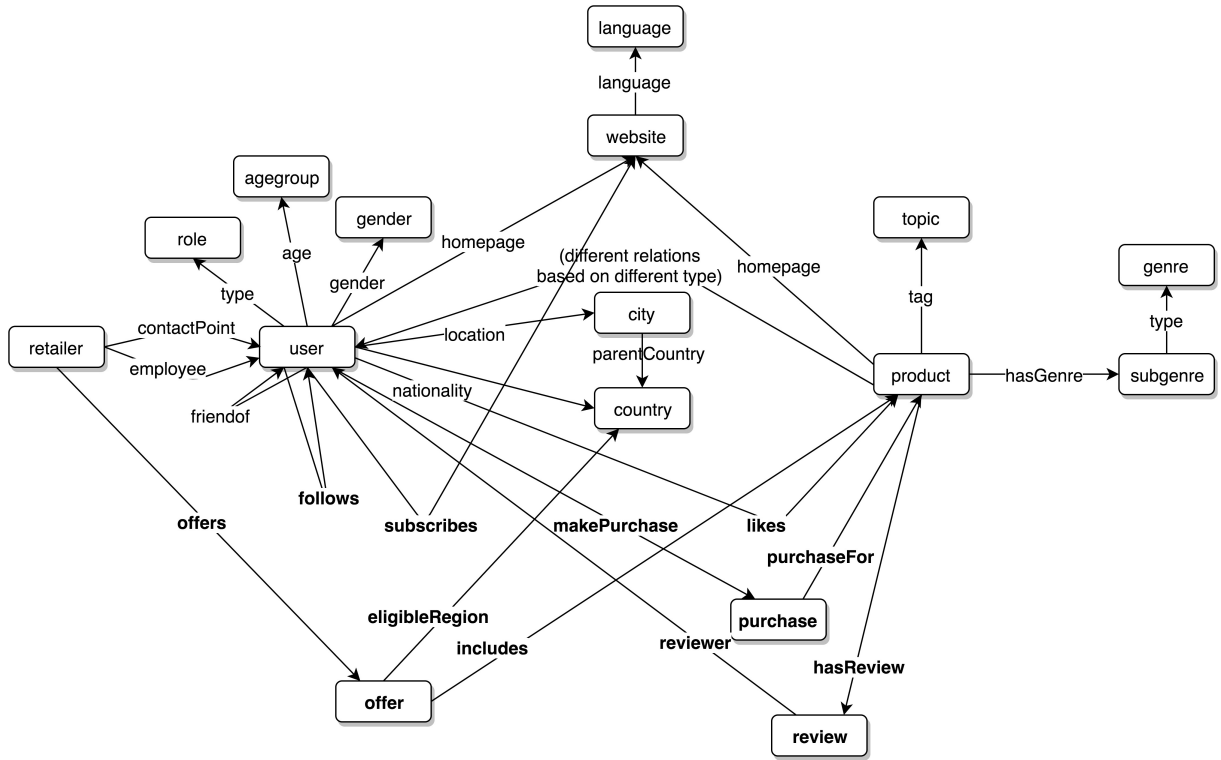 language
language
website
agegroup
gender
role
topic
age
homepage
(different relations
based on different type)
homepage
genre
gender
type
tag
city
contactPoint
location
type
retailer
user
parentCountry
employee
product
hasGenre
subgenre
nationality
friendof
country
follows
offers
subscribes
makePurchase
likes
purchaseFor
eligibleRegion
purchase
includes
reviewer
hasReview
offer
review